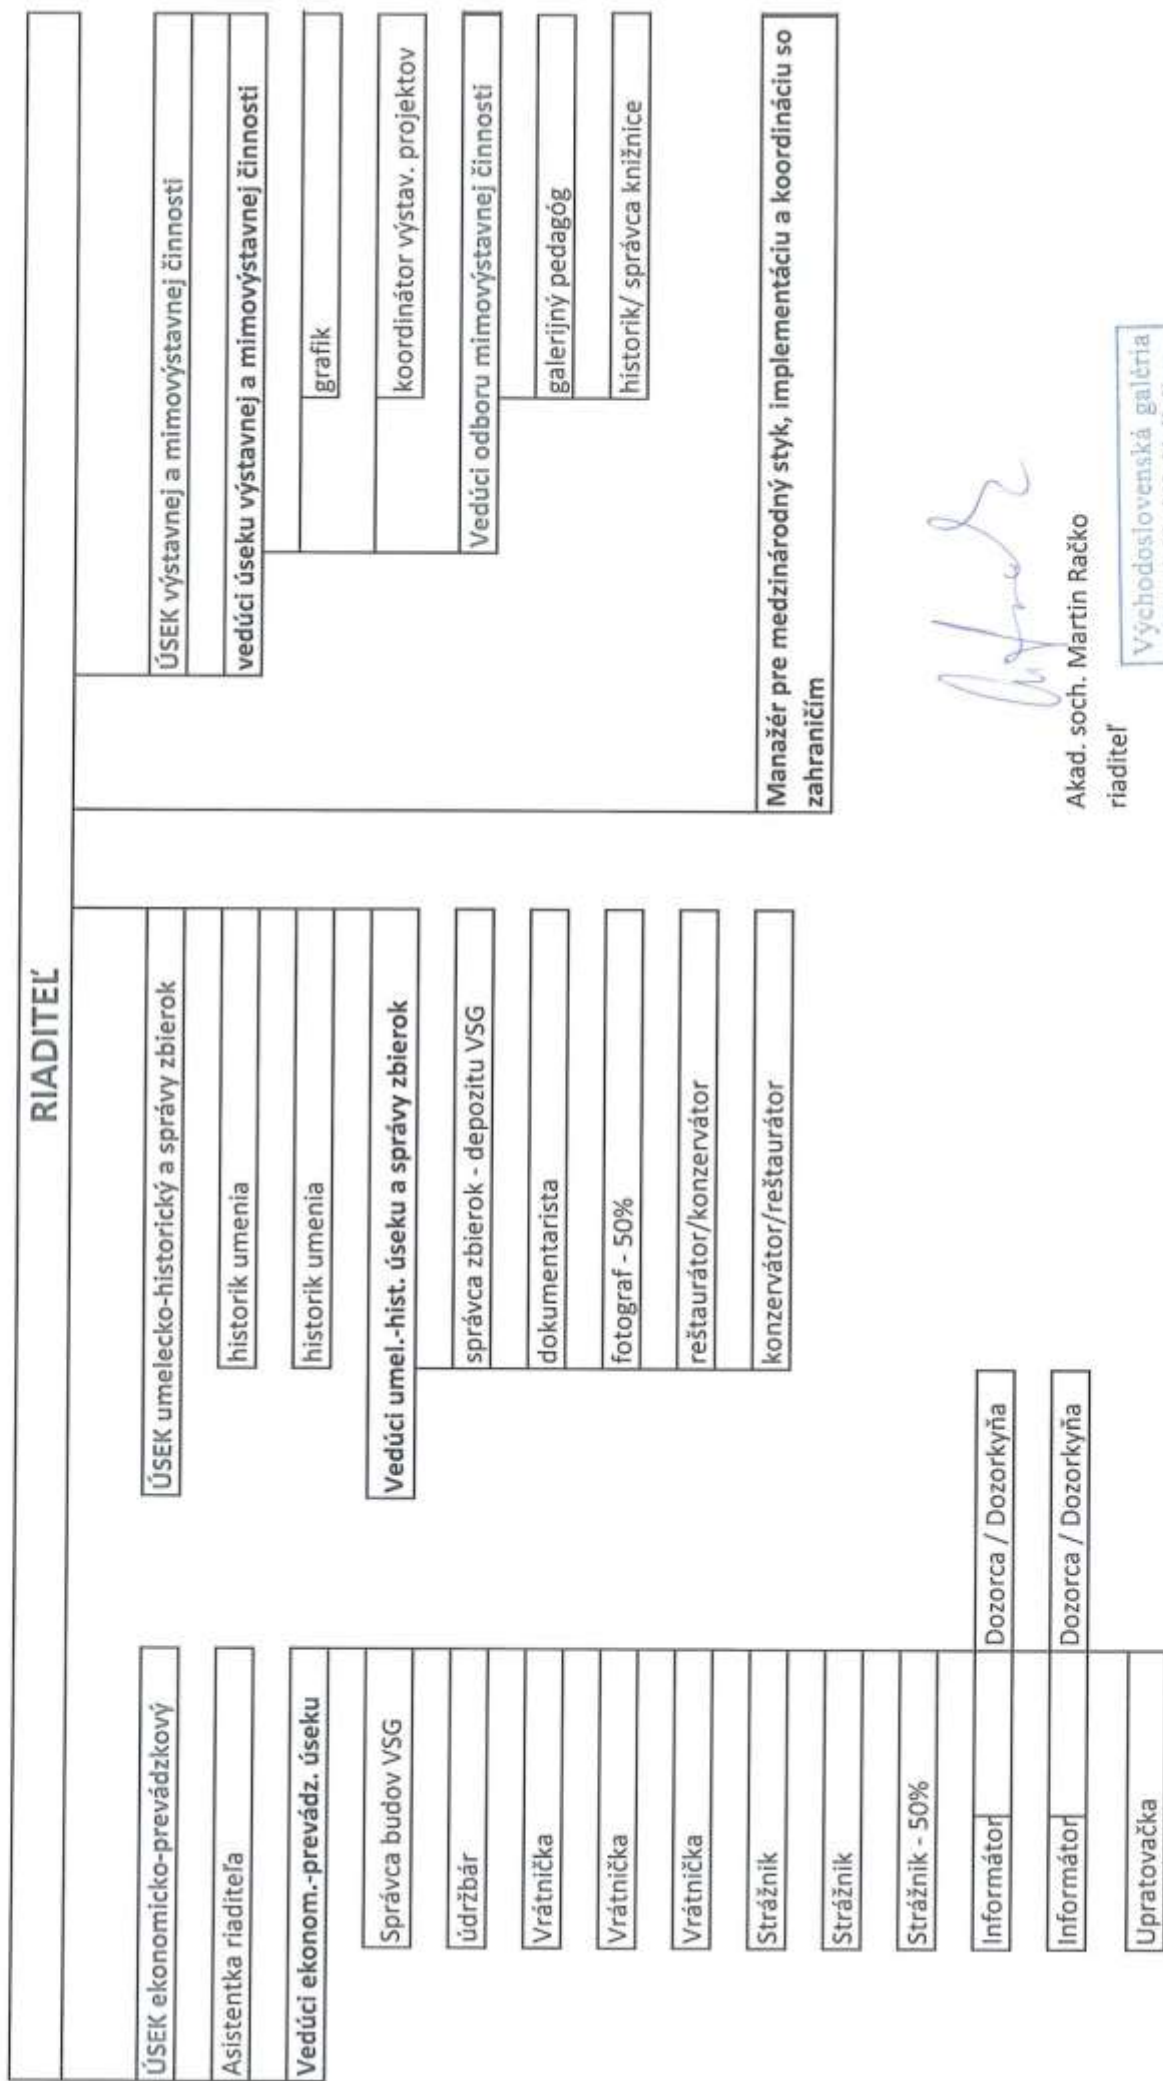 RIADITEĽ
ÚSEK ekonomicko-prevádzkový
Asistentka riaditeľa
Vedúci ekonom.-prevádz. úseku
Správca budov VSG
údržbár
Vrátnička
Vrátnička
Vrátnička
Strážnik
Strážnik
Strážnik - 50%
Informátor
Dozorca / Dozorkyňa
Informátor
Dozorca / Dozorkyňa
Upratovačka
ÚSEK umelecko-historický a správy zbierok
historik umenia
historik umenia
Vedúci umel.-hist. úseku a správy zbierok
správca zbierok - depozitu VSG
dokumentarista
fotograf - 50%
reštaurátor/konzervátor
konzervátor/reštaurátor
ÚSEK výstavnej a mimovýstavnej činnosti
vedúci úseku výstavnej a mimovýstavnej činnosti
grafik
koordinátor výstav. projektov
Vedúci odboru mimovýstavnej činnosti
galerijný pedagóg
historik/ správca knižnice
Manažér pre medzinárodný styk, implementáciu a koordináciu so
zahraničím
Akad. soch. Martin Račko
riaditeľ
Východoslovenská galéria